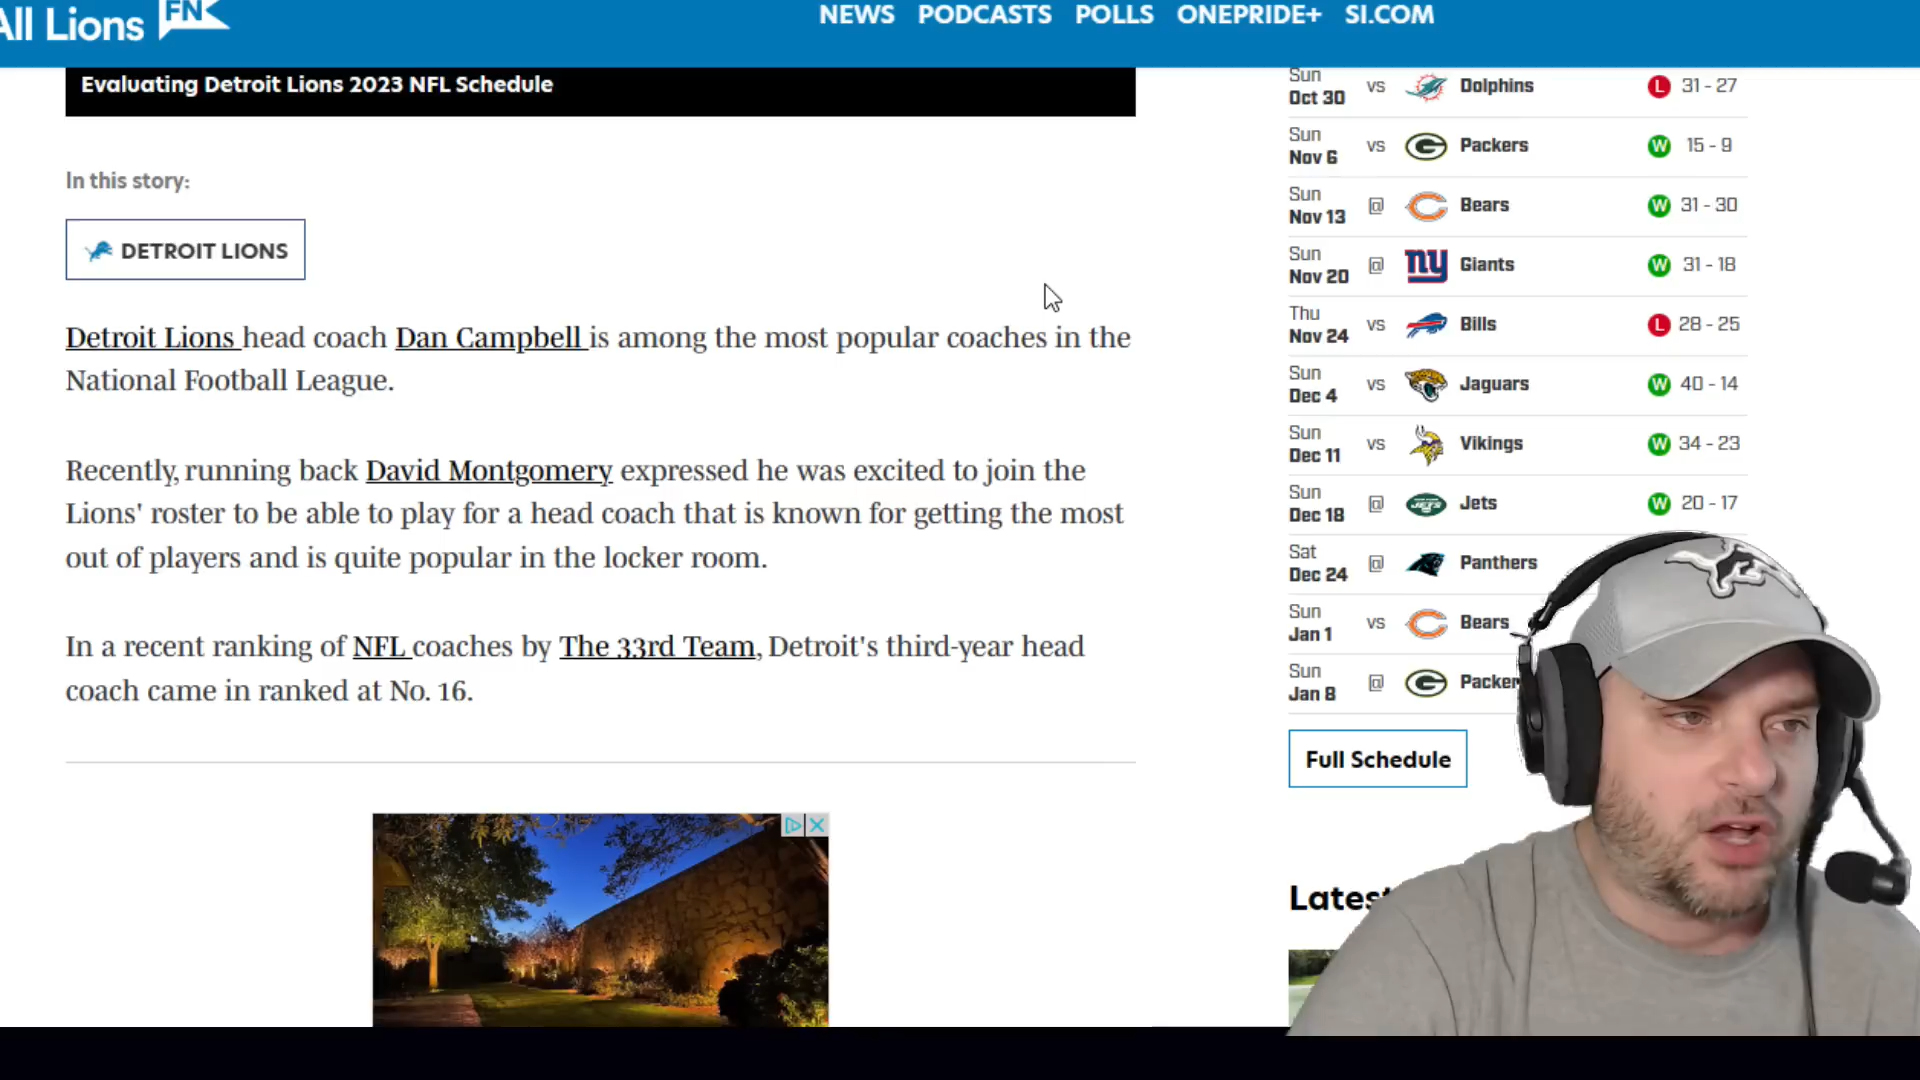 All Lions FN
NEWS PODCASTS POLLS ONEPRIDE+ SI.COM
Evaluating Detroit Lions 2023 NFL Schedule
In this story:
DETROIT LIONS
Detroit Lions head coach Dan Campbell is among the most popular coaches in the
National Football League.
Recently, running back David Montgomery expressed he was excited to join the
Lions' roster to be able to play for a head coach that is known for getting the most
out of players and is quite popular in the locker room.
In a recent ranking of NFL coaches by The 33rd Team, Detroit's third-year head
coach came in ranked at No. 16.
Sun
Oct 30 vs Dolphins L 31 - 27
Sun
Nov 6 vs Packers W 15 - 9
Sun
Nov 13 @ Bears W 31 - 30
Sun
Nov 20 @ ny Giants W 31 - 18
Thu
Nov 24 vs Bills L 28 - 25
Sun
Dec 4 vs Jaguars W 40 - 14
Sun
Dec 11 vs Vikings W 34 - 23
Sun
Dec 18 @ JETS Jets W 20 - 17
Sat
Dec 24 @ Panthers
Sun
Jan 1 vs Bears
Sun
Jan 8 @ Packer
Full Schedule
Lates